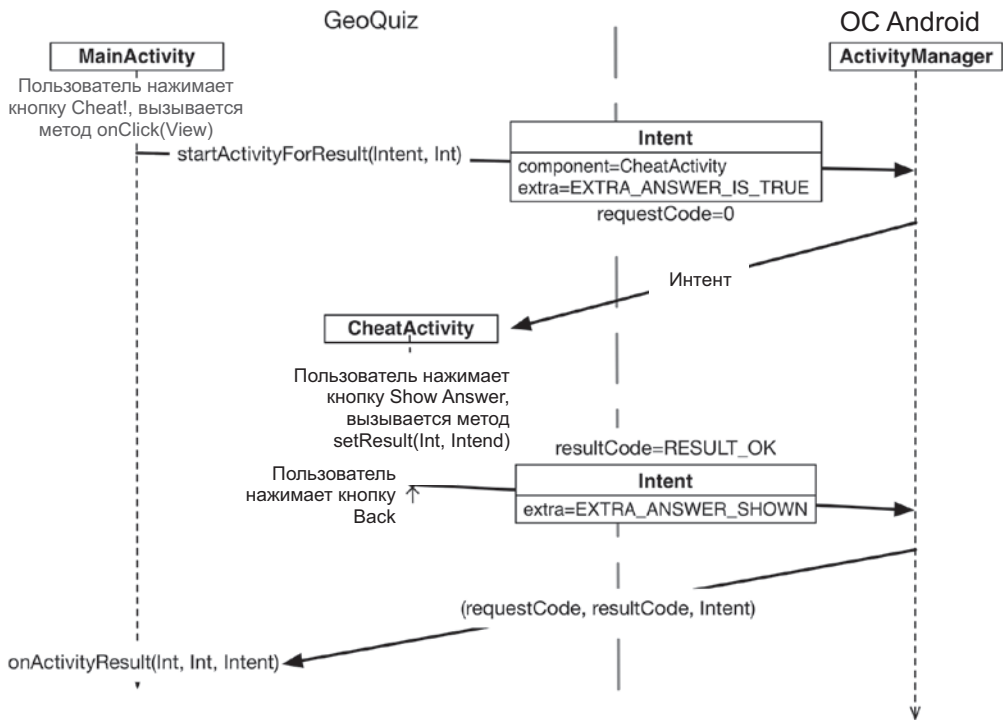 GeoQuiz
ОС Android
MainActivity
ActivityManager
Пользователь нажимает
кнопку Cheat!, вызывается
метод onClick(View)
startActivityForResult(Intent, Int)
Intent
component=CheatActivity
extra=EXTRA_ANSWER_IS_TRUE
requestCode=0
Интент
CheatActivity
Пользователь нажимает
кнопку Show Answer,
вызывается метод
setResult(Int, Intend)
resultCode=RESULT_OK
Пользователь
нажимает кнопку
Back
Intent
extra=EXTRA_ANSWER_SHOWN
(requestCode, resultCode, Intent)
onActivityResult(Int, Int, Intent)